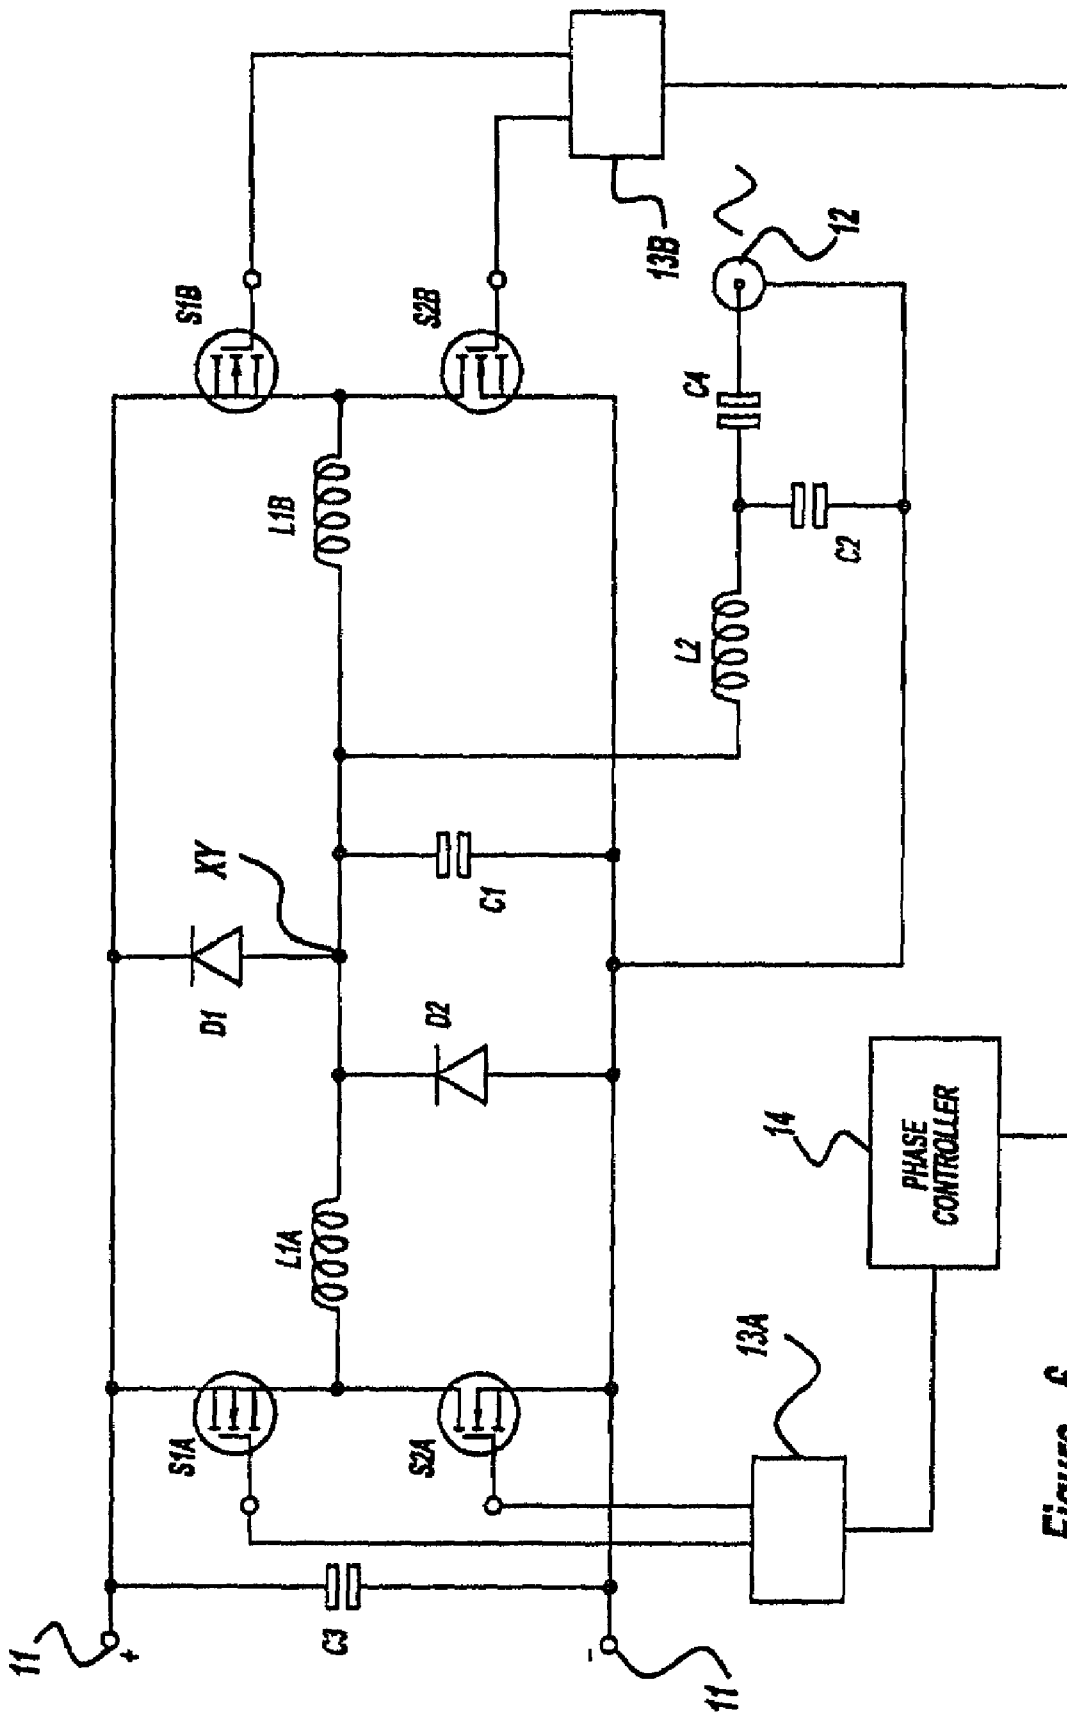 11
+
C3
-
11
S1A
S2A
13A
L1A
D1
D2
XY
C1
14
PHASE
CONTROLLER
L1B
L2
C2
C4
12
S1B
S2B
13B
Figure